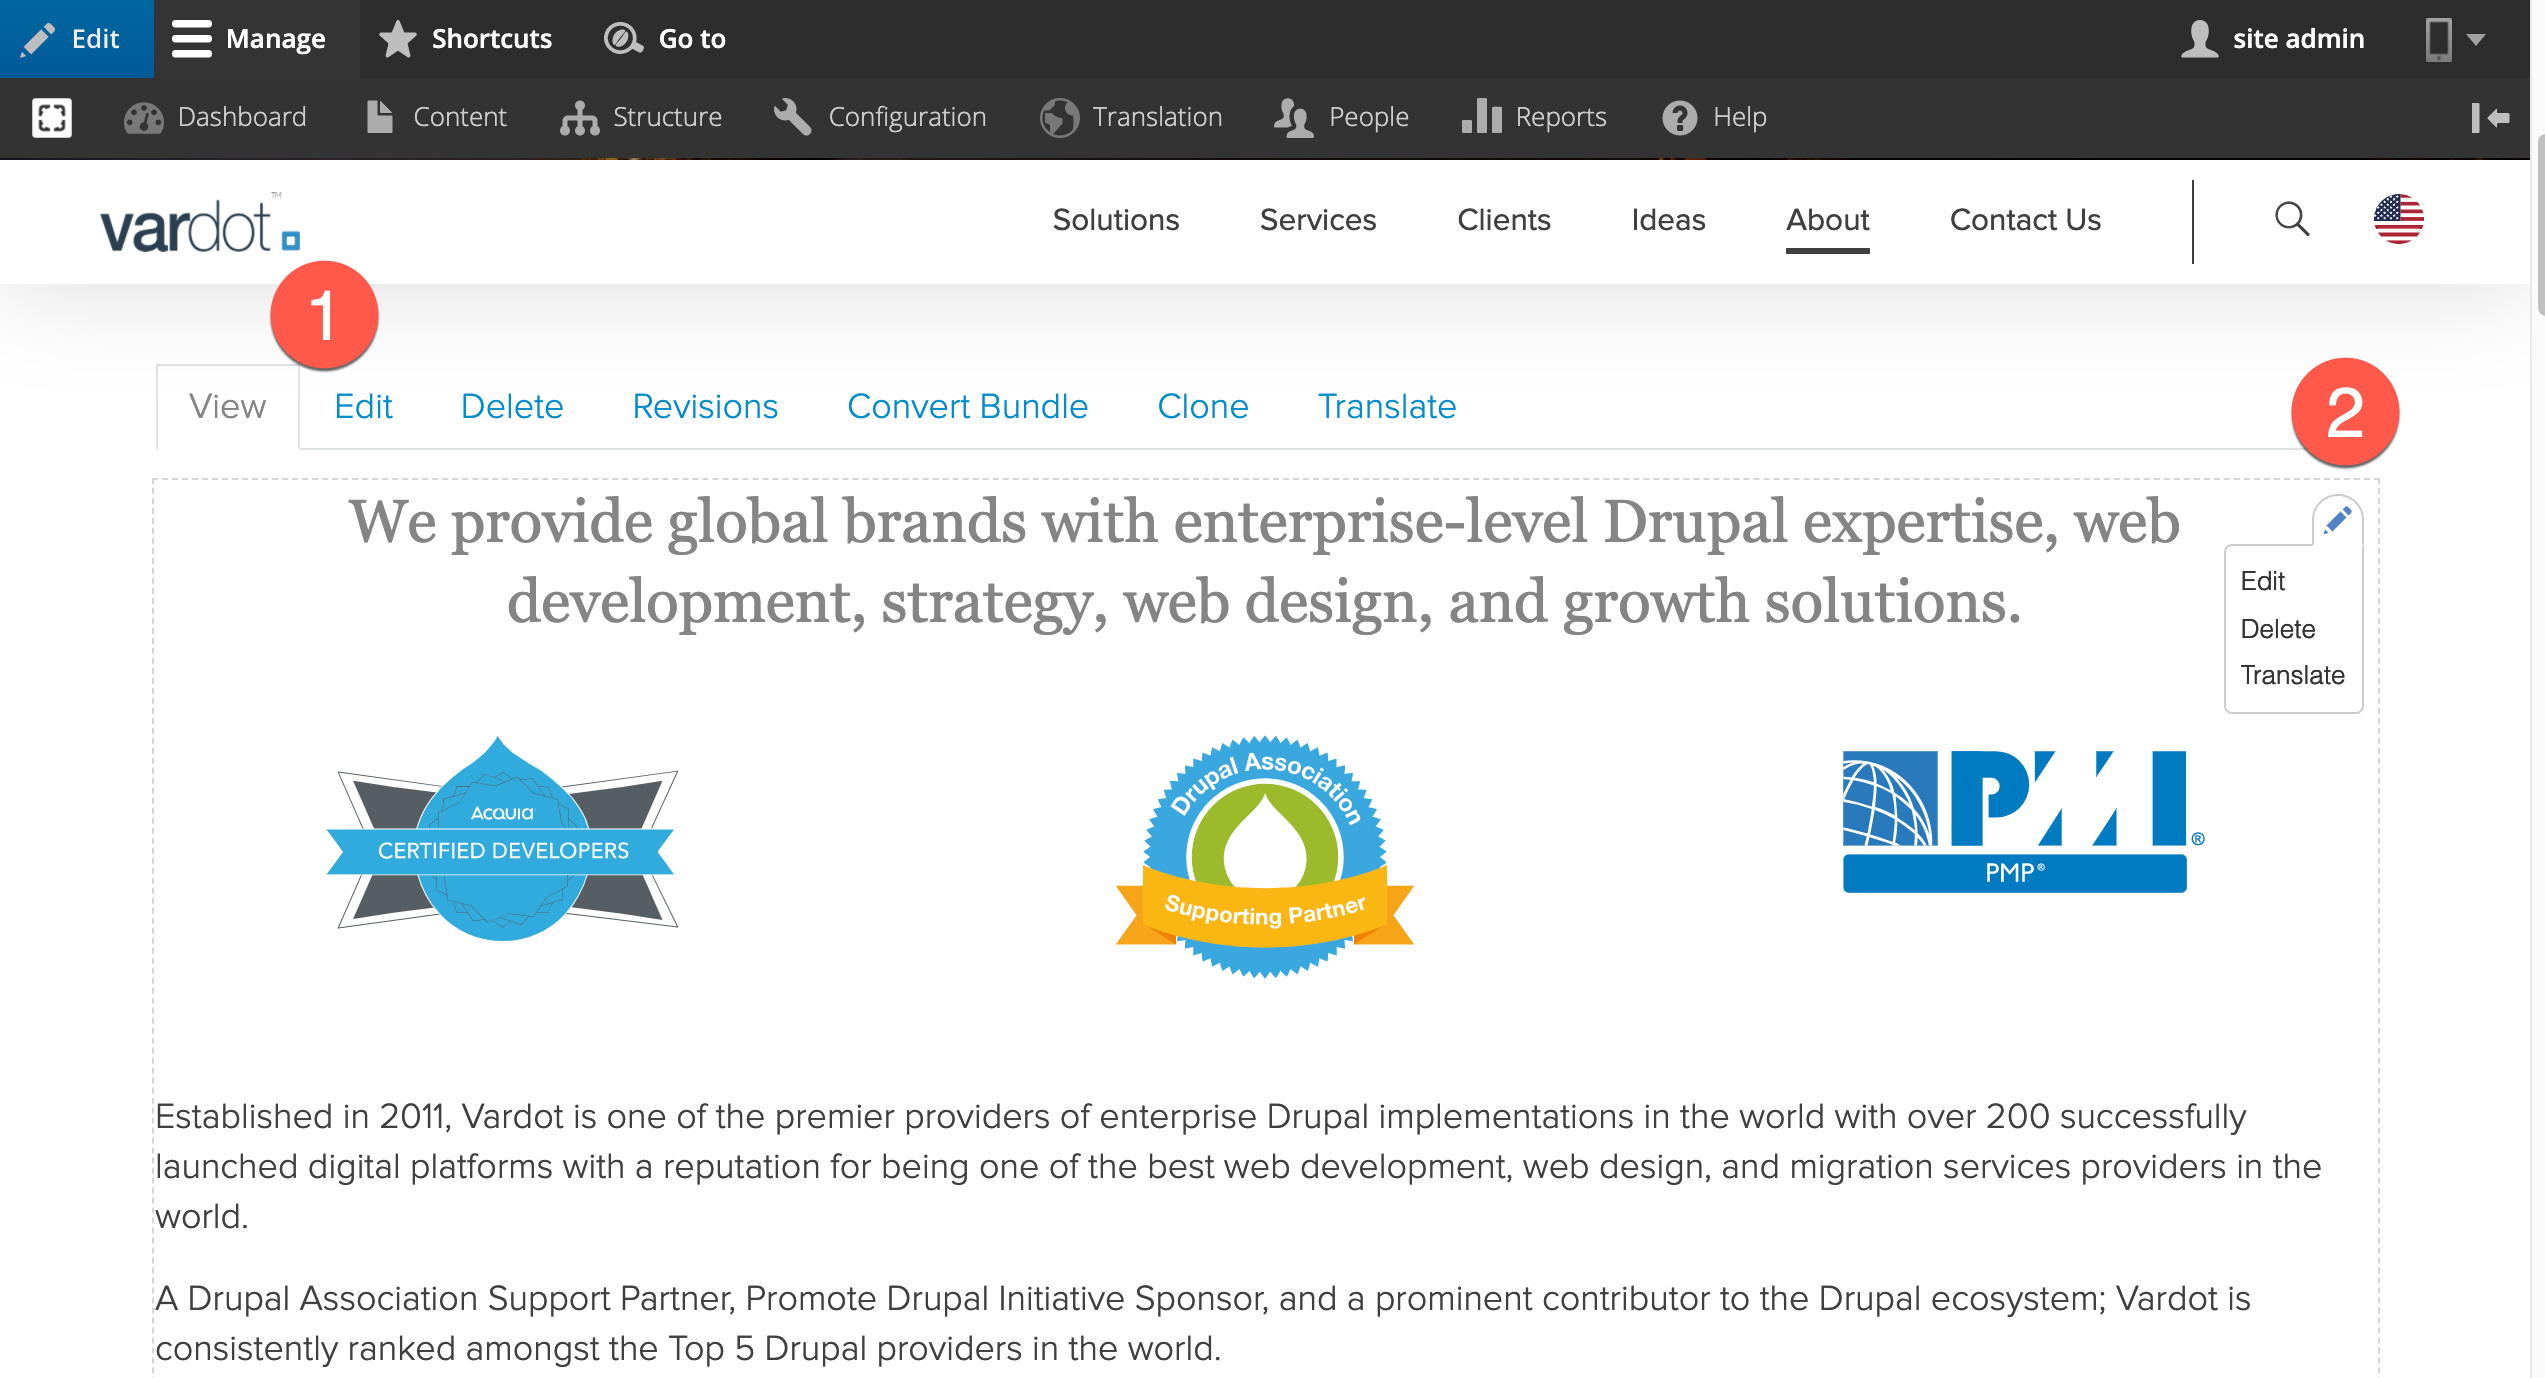 Edit Manage Shortcuts Go to site admin
Dashboard Content Structure Configuration Translation People Reports Help
vardot™ Solutions Services Clients Ideas About Contact Us
1
View Edit Delete Revisions Convert Bundle Clone Translate
2
We provide global brands with enterprise-level Drupal expertise, web
development, strategy, web design, and growth solutions.
Edit
Delete
Translate
Acquia
CERTIFIED DEVELOPERS
Drupal Association
Supporting Partner
PMI®
PMP®
Established in 2011, Vardot is one of the premier providers of enterprise Drupal implementations in the world with over 200 successfully
launched digital platforms with a reputation for being one of the best web development, web design, and migration services providers in the
world.
A Drupal Association Support Partner, Promote Drupal Initiative Sponsor, and a prominent contributor to the Drupal ecosystem; Vardot is
consistently ranked amongst the Top 5 Drupal providers in the world.